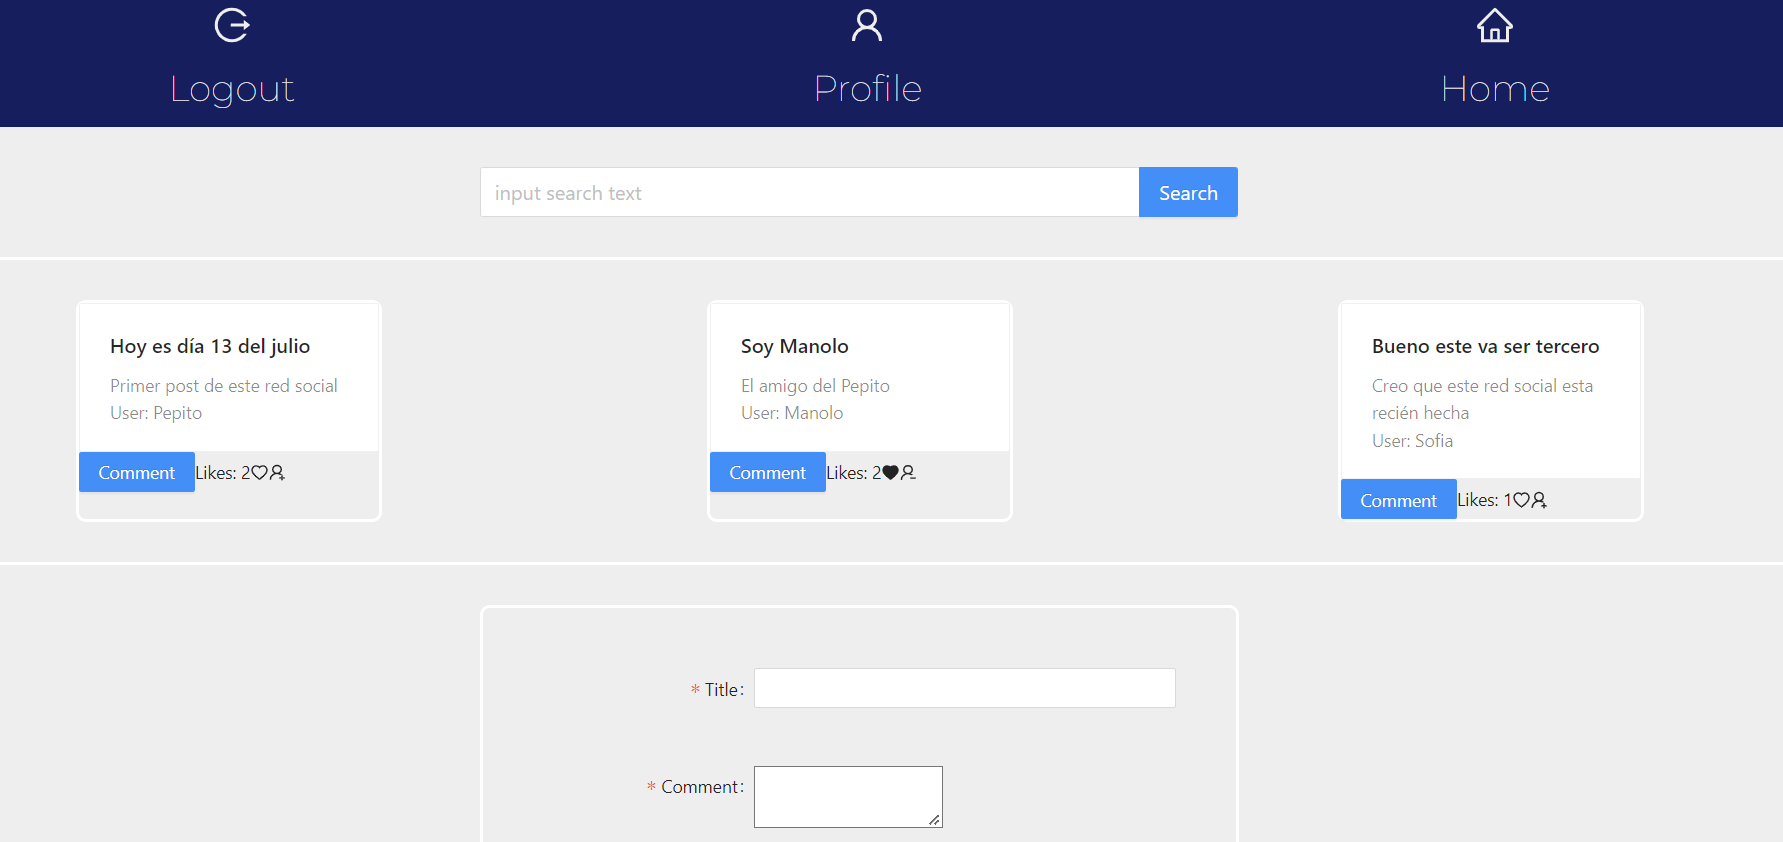 Logout
Profile
Home
input search text
Search
Hoy es día 13 del julio
Primer post de este red social
User: Pepito
Comment
Likes: 2
Soy Manolo
El amigo del Pepito
User: Manolo
Comment
Likes: 2
Bueno este va ser tercero
Creo que este red social esta
recién hecha
User: Sofia
Comment
Likes: 1
* Title:
* Comment: